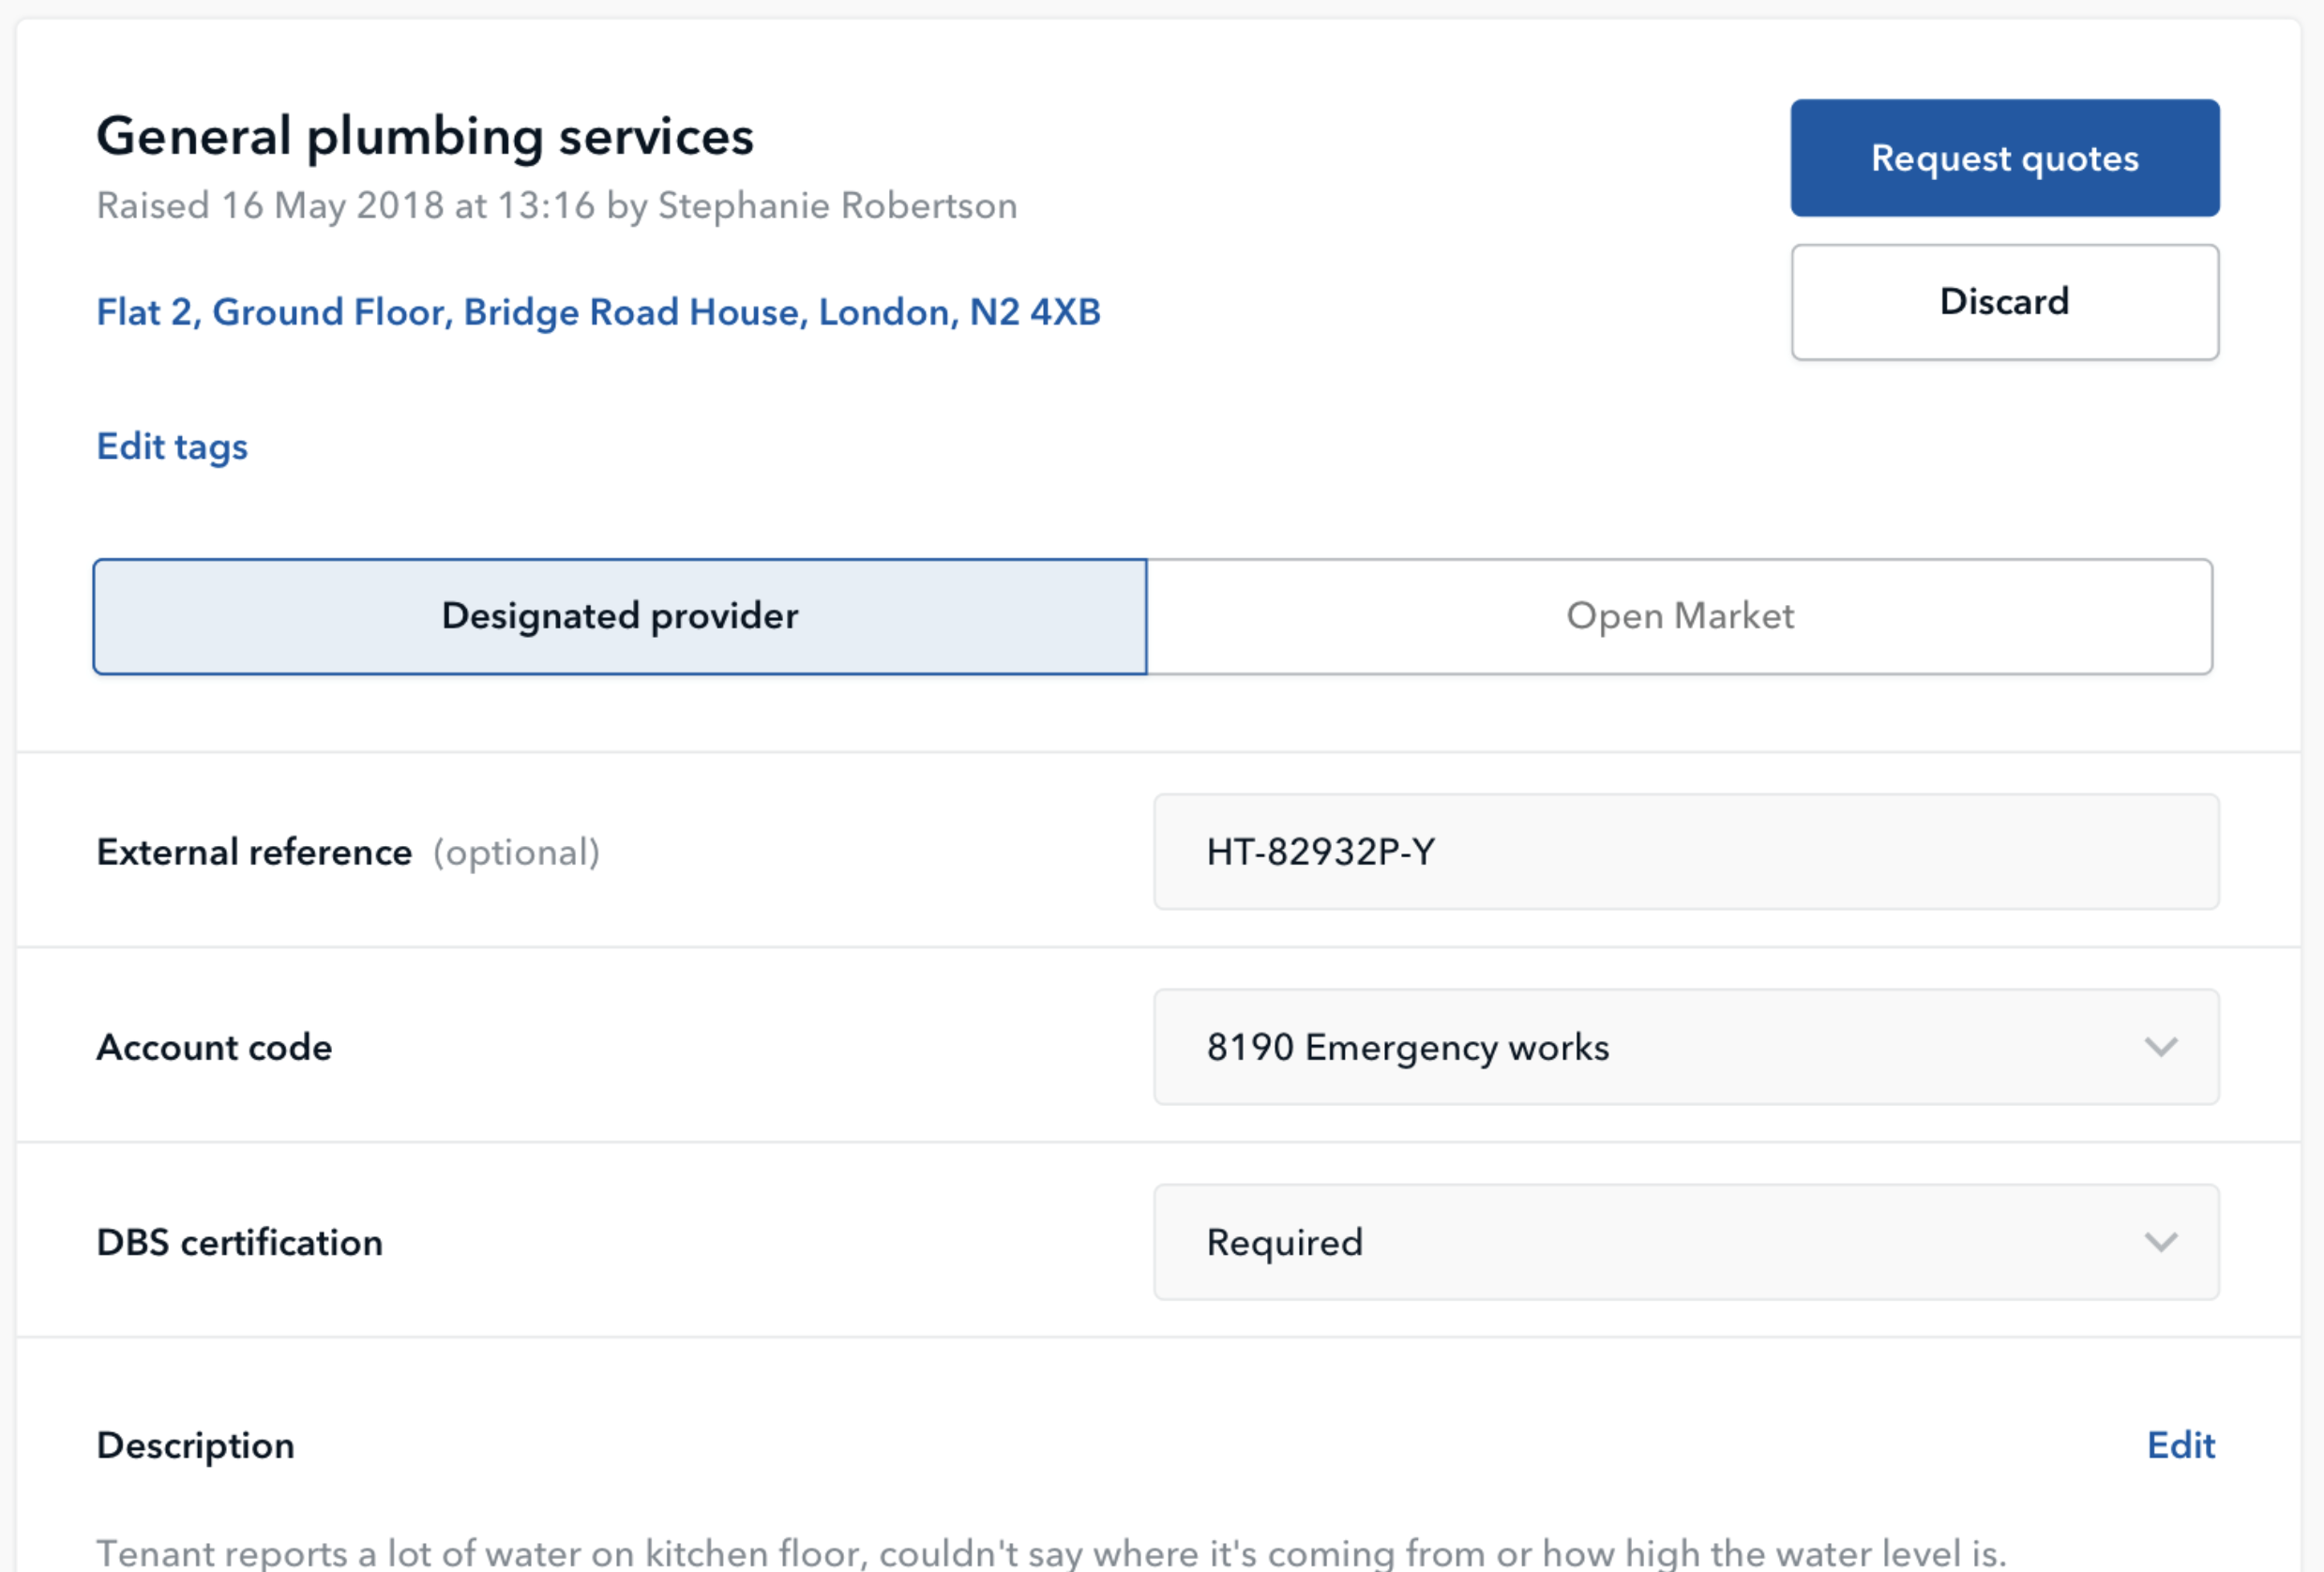 General plumbing services
Request quotes
Raised 16 May 2018 at 13:16 by Stephanie Robertson
Flat 2, Ground Floor, Bridge Road House, London, N2 4XB
Discard
Edit tags
Designated provider
Open Market
External reference (optional)
HT-82932P-Y
Account code
8190 Emergency works
DBS certification
Required
Description
Edit
Tenant reports a lot of water on kitchen floor, couldn't say where it's coming from or how high the water level is.